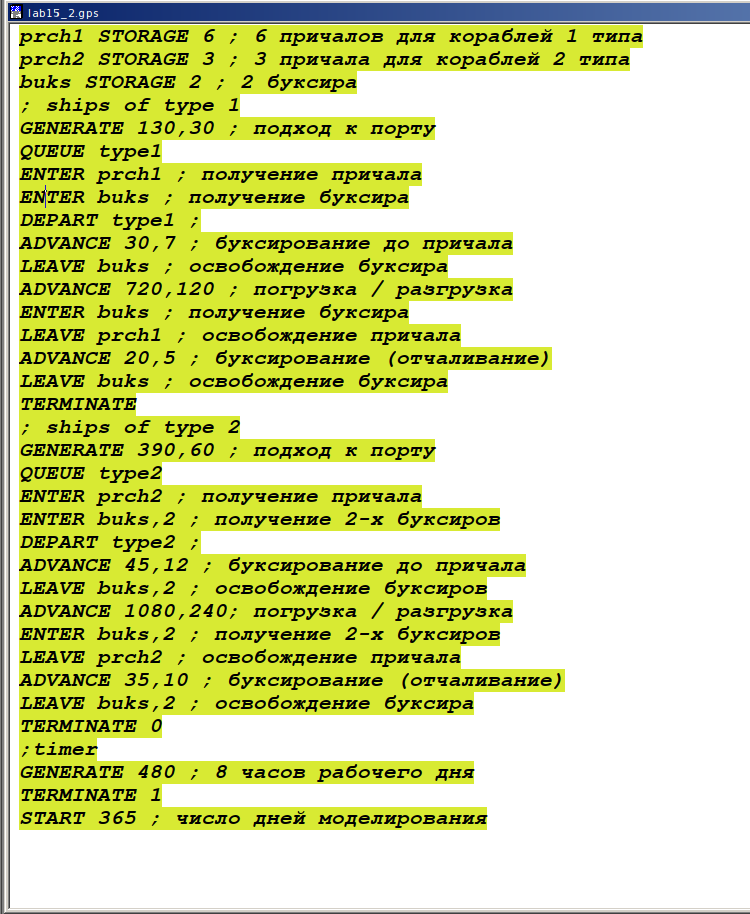 lab15_2.gps
prch1 STORAGE 6 ; 6 причалов для кораблей 1 типа
prch2 STORAGE 3 ; 3 причала для кораблей 2 типа
buks STORAGE 2 ; 2 буксира
; ships of type 1
GENERATE 130,30 ; подход к порту
QUEUE type1
ENTER prch1 ; получение причала
ENTER buks ; получение буксира
DEPART type1 ;
ADVANCE 30,7 ; буксирование до причала
LEAVE buks ; освобождение буксира
ADVANCE 720,120 ; погрузка / разгрузка
ENTER buks ; получение буксира
LEAVE prch1 ; освобождение причала
ADVANCE 20,5 ; буксирование (отчаливание)
LEAVE buks ; освобождение буксира
TERMINATE
; ships of type 2
GENERATE 390,60 ; подход к порту
QUEUE type2
ENTER prch2 ; получение причала
ENTER buks,2 ; получение 2-х буксиров
DEPART type2 ;
ADVANCE 45,12 ; буксирование до причала
LEAVE buks,2 ; освобождение буксиров
ADVANCE 1080,240; погрузка / разгрузка
ENTER buks,2 ; получение 2-х буксиров
LEAVE prch2 ; освобождение причала
ADVANCE 35,10 ; буксирование (отчаливание)
LEAVE buks,2 ; освобождение буксира
TERMINATE 0
;timer
GENERATE 480 ; 8 часов рабочего дня
TERMINATE 1
START 365 ; число дней моделирования